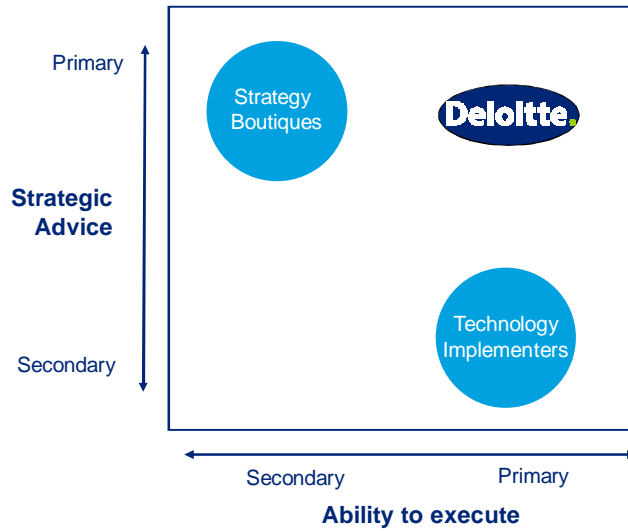 Primary
Strategy
Boutiques
Deloitte.
Strategic
Advice
Technology
Implementers
Secondary
Secondary
Primary
Ability to execute